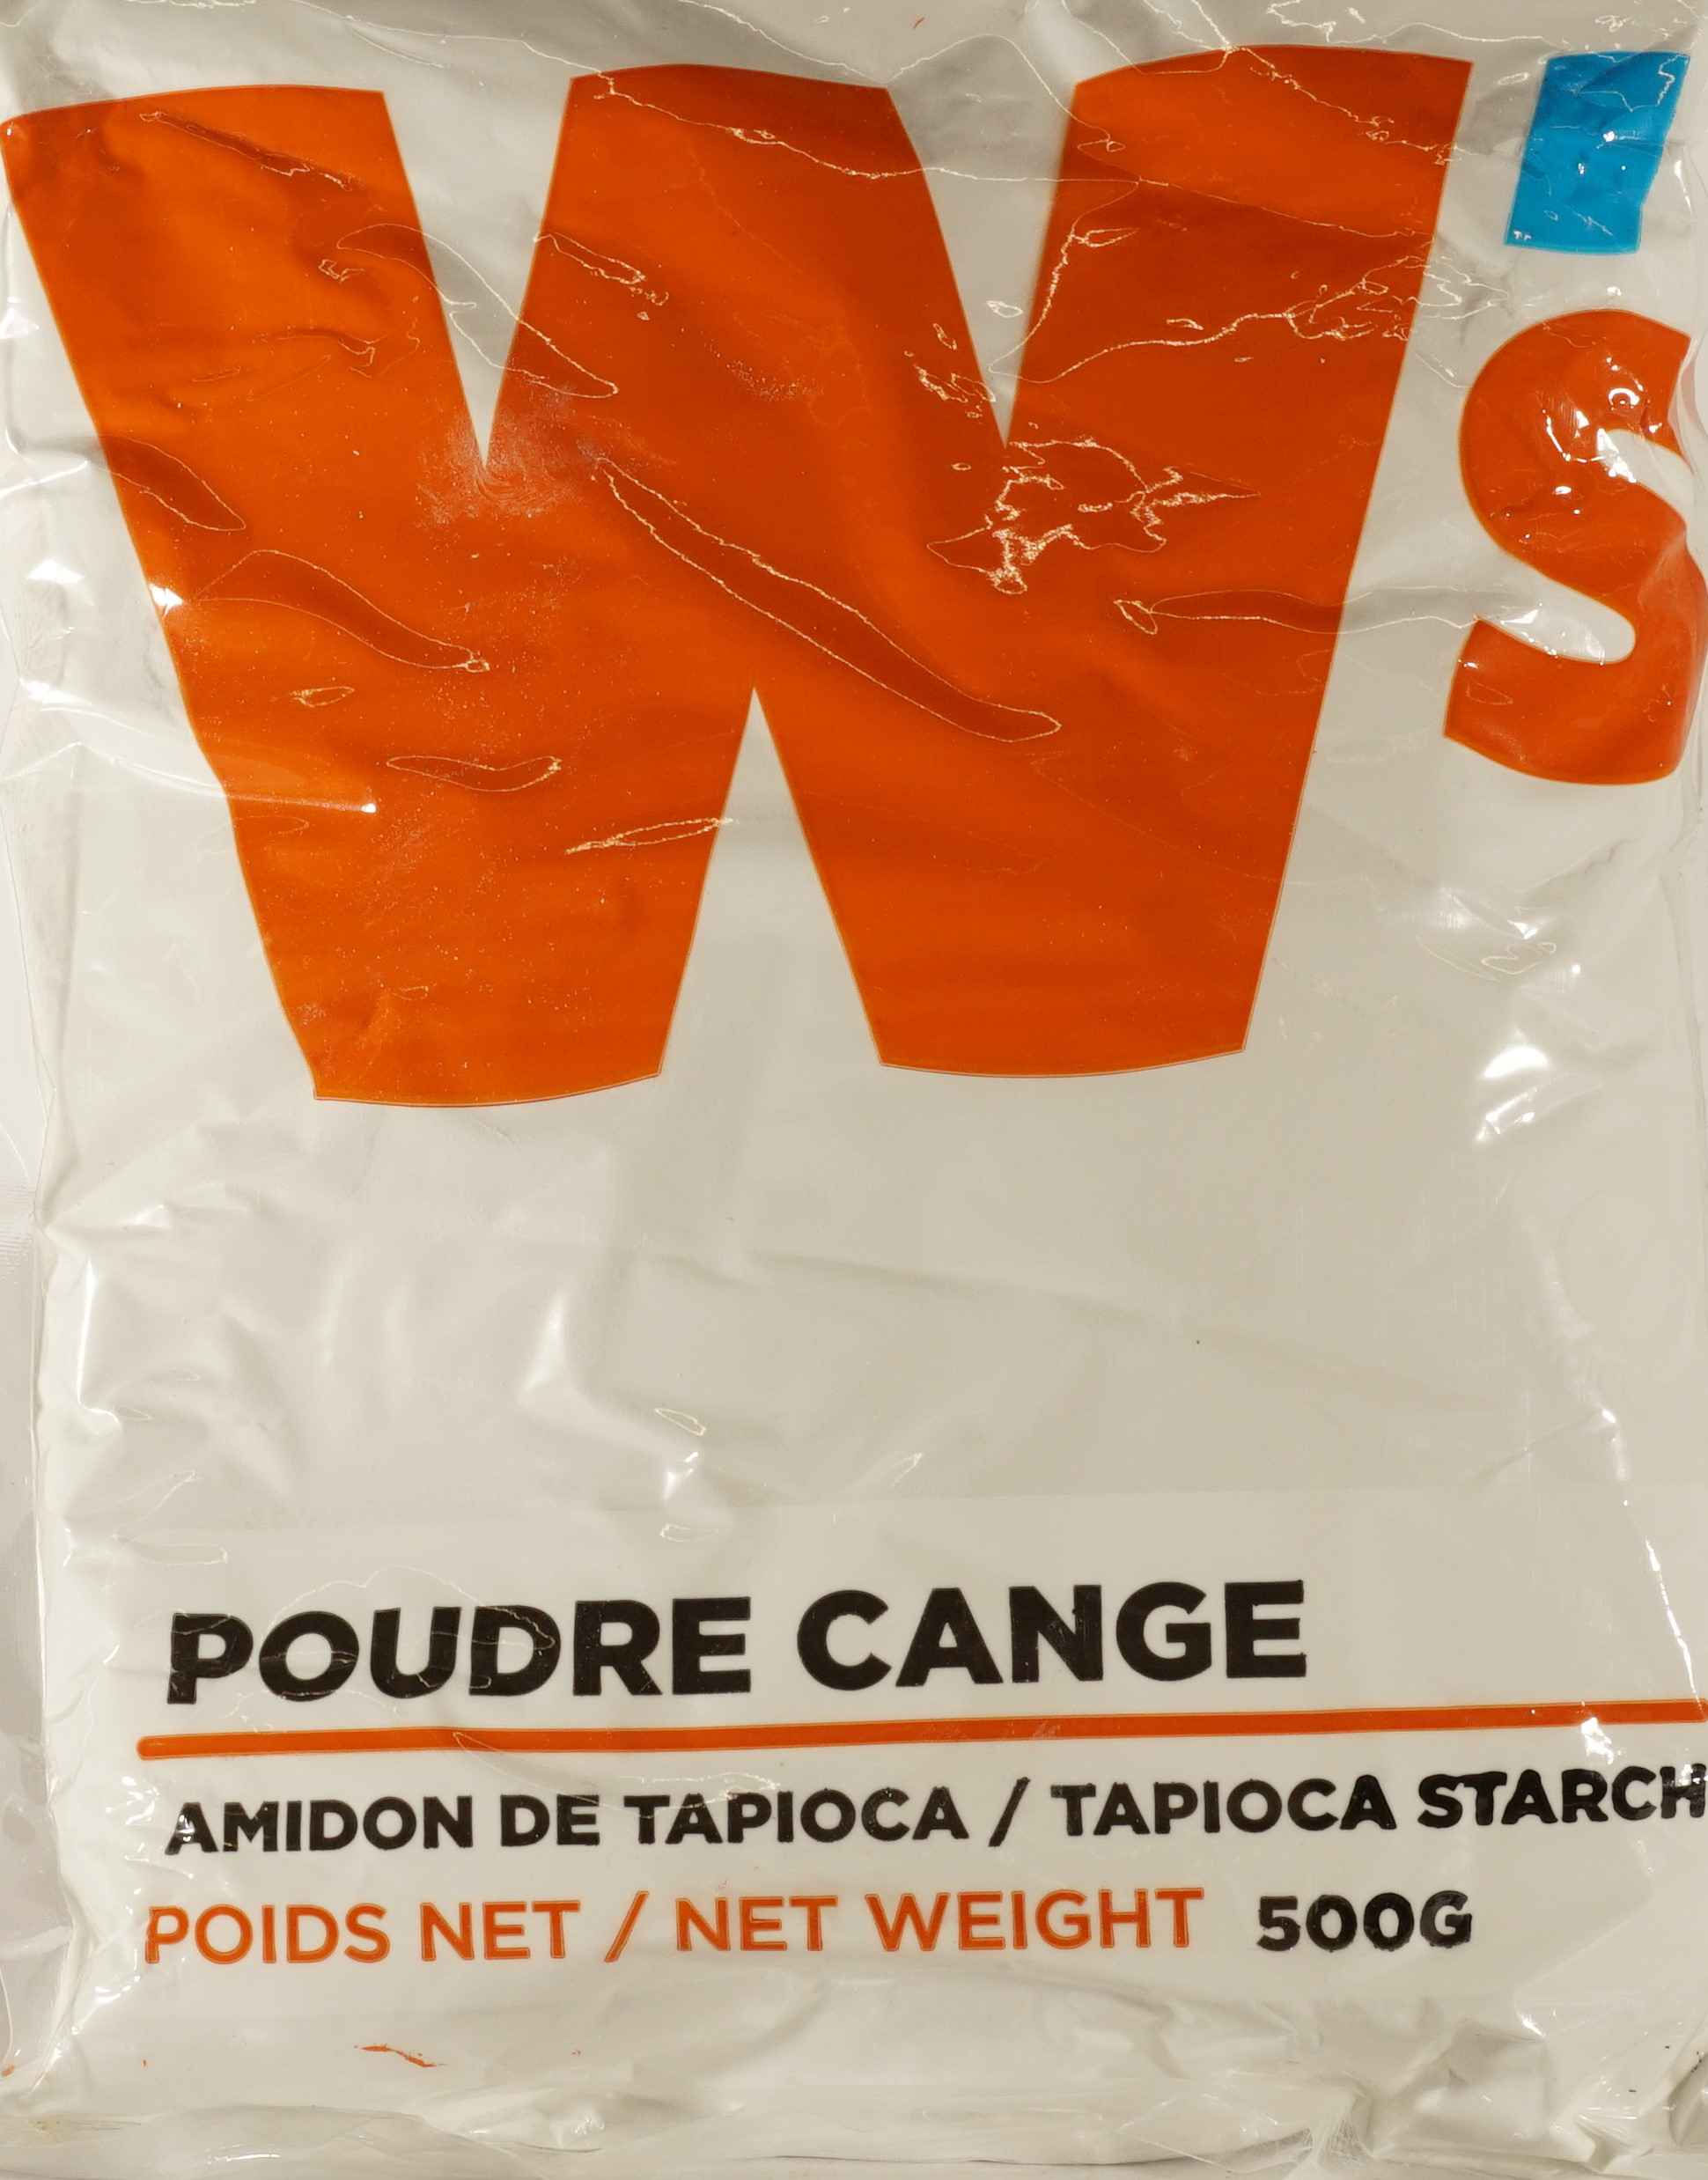 W's
POUDRE CANGE
AMIDON DE TAPIOCA / TAPIOCA STARCH
POIDS NET / NET WEIGHT 500G